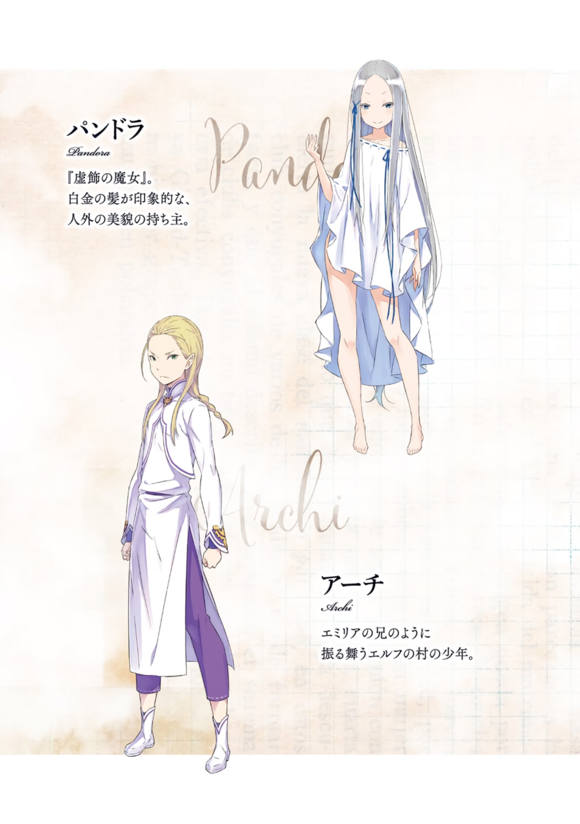 パンドラ
Pandora
『虚飾の魔女』。
白金の髪が印象的な、
人外の美貌の持ち主。
Pando
Archi
アーチ
Archi
エミリアの兄のように
振る舞うエルフの村の少年。